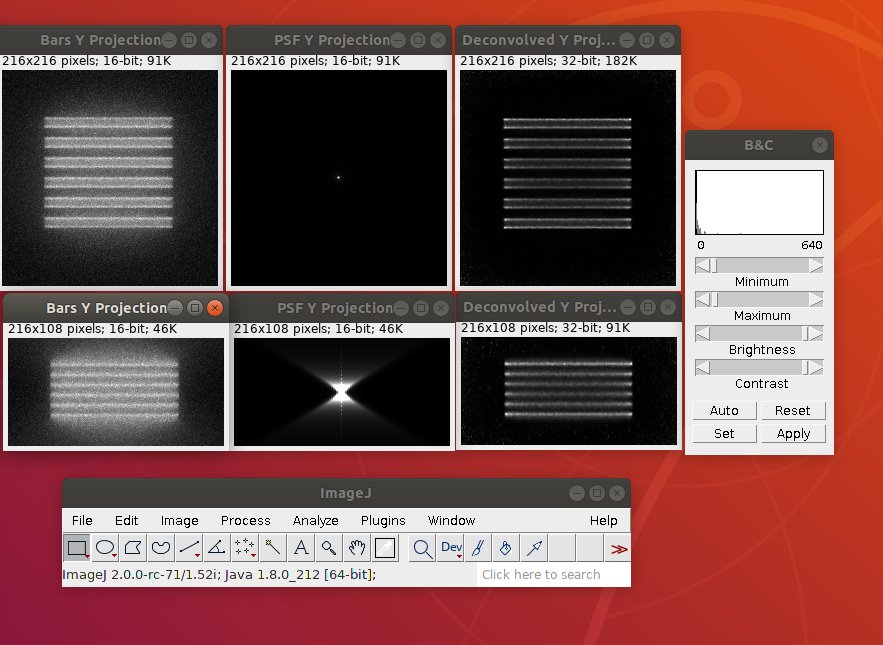 Bars Y Projection
216x216 pixels; 16-bit; 91K
PSF Y Projection
216x216 pixels; 16-bit; 91K
Deconvolved Y Proj...
216x216 pixels; 32-bit; 182K
Bars Y Projection
216x108 pixels; 16-bit; 46K
PSF Y Projection
216x108 pixels; 16-bit; 46K
Deconvolved Y Proj...
216x108 pixels; 32-bit; 91K
B&C
0 640
Minimum
Maximum
Brightness
Contrast
Auto Reset
Set Apply
ImageJ
File Edit Image Process Analyze Plugins Window Help
A Dev
ImageJ 2.0.0-rc-71/1.52i; Java 1.8.0_212 [64-bit]; Click here to search